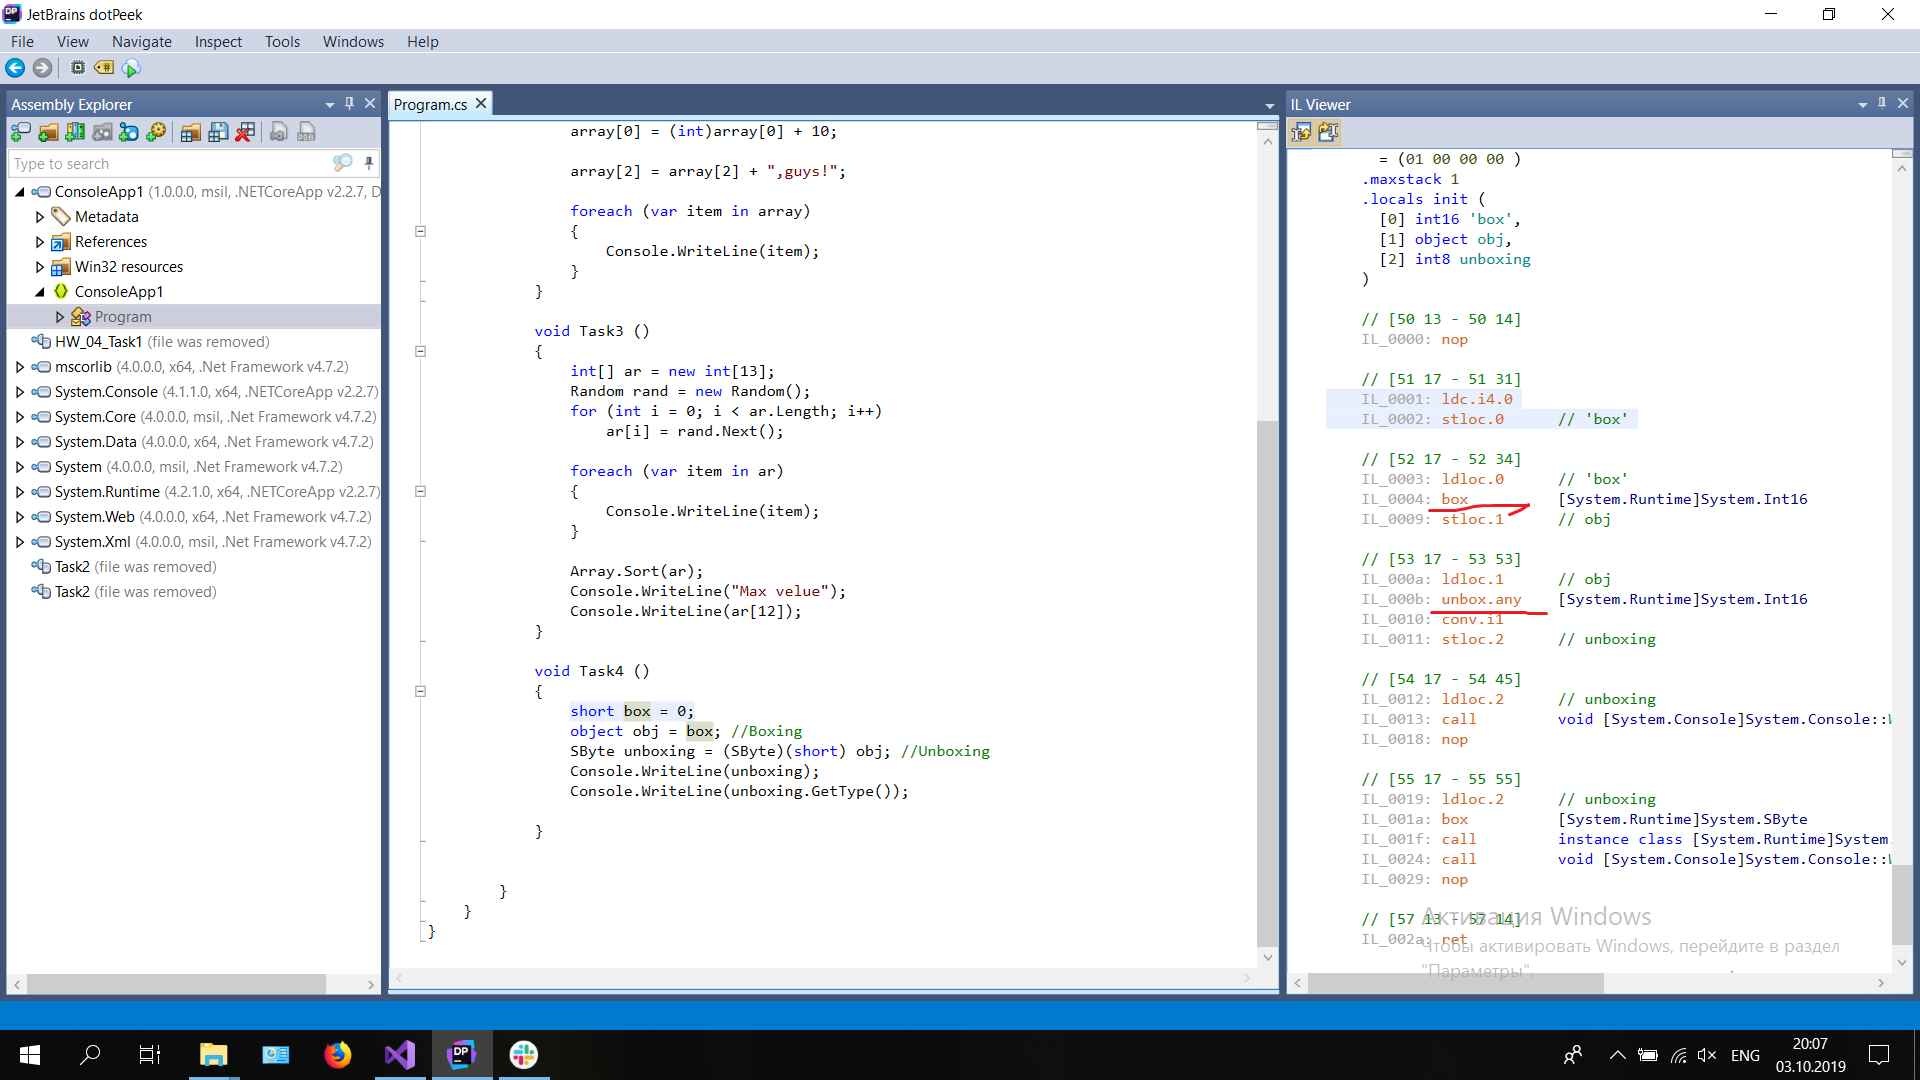 JetBrains dotPeek
File View Navigate Inspect Tools Windows Help
Assembly Explorer
Type to search
ConsoleApp1 (1.0.0.0, msil, .NETCoreApp v2.2.7, D
Metadata
References
Win32 resources
ConsoleApp1
Program
HW_04_Task1 (file was removed)
mscorlib (4.0.0.0, x64, .Net Framework v4.7.2)
System.Console (4.1.1.0, x64, .NETCoreApp v2.2.7)
System.Core (4.0.0.0, msil, .Net Framework v4.7.2)
System.Data (4.0.0.0, x64, .Net Framework v4.7.2)
System (4.0.0.0, msil, .Net Framework v4.7.2)
System.Runtime (4.2.1.0, x64, .NETCoreApp v2.2.7)
System.Web (4.0.0.0, x64, .Net Framework v4.7.2)
System.Xml (4.0.0.0, msil, .Net Framework v4.7.2)
Task2 (file was removed)
Task2 (file was removed)
Program.cs
array[0] = (int)array[0] + 10;
array[2] = array[2] + ",guys!";
foreach (var item in array)
{
Console.WriteLine(item);
}
}
void Task3 ()
{
int[] ar = new int[13];
Random rand = new Random();
for (int i = 0; i < ar.Length; i++)
ar[i] = rand.Next();
foreach (var item in ar)
{
Console.WriteLine(item);
}
Array.Sort(ar);
Console.WriteLine("Max velue");
Console.WriteLine(ar[12]);
}
void Task4 ()
{
short box = 0;
object obj = box; //Boxing
SByte unboxing = (SByte)(short) obj; //Unboxing
Console.WriteLine(unboxing);
Console.WriteLine(unboxing.GetType());
}
}
}
}
IL Viewer
= (01 00 00 00 )
.maxstack 1
.locals init (
[0] int16 'box',
[1] object obj,
[2] int8 unboxing
)
// [50 13 - 50 14]
IL_0000: nop
// [51 17 - 51 31]
IL_0001: ldc.i4.0
IL_0002: stloc.0 // 'box'
// [52 17 - 52 34]
IL_0003: ldloc.0 // 'box'
IL_0004: box [System.Runtime]System.Int16
IL_0009: stloc.1 // obj
// [53 17 - 53 53]
IL_000a: ldloc.1 // obj
IL_000b: unbox.any [System.Runtime]System.Int16
IL_0010: conv.i1
IL_0011: stloc.2 // unboxing
// [54 17 - 54 45]
IL_0012: ldloc.2 // unboxing
IL_0013: call void [System.Console]System.Console::W
IL_0018: nop
// [55 17 - 55 55]
IL_0019: ldloc.2 // unboxing
IL_001a: box [System.Runtime]System.SByte
IL_001f: call instance class [System.Runtime]System.
IL_0024: call void [System.Console]System.Console::W
IL_0029: nop
// [57 13 - 57 14]
IL_002a: ret
Активация Windows
Чтобы активировать Windows, перейдите в раздел
"Параметры".
ENG
20:07
03.10.2019